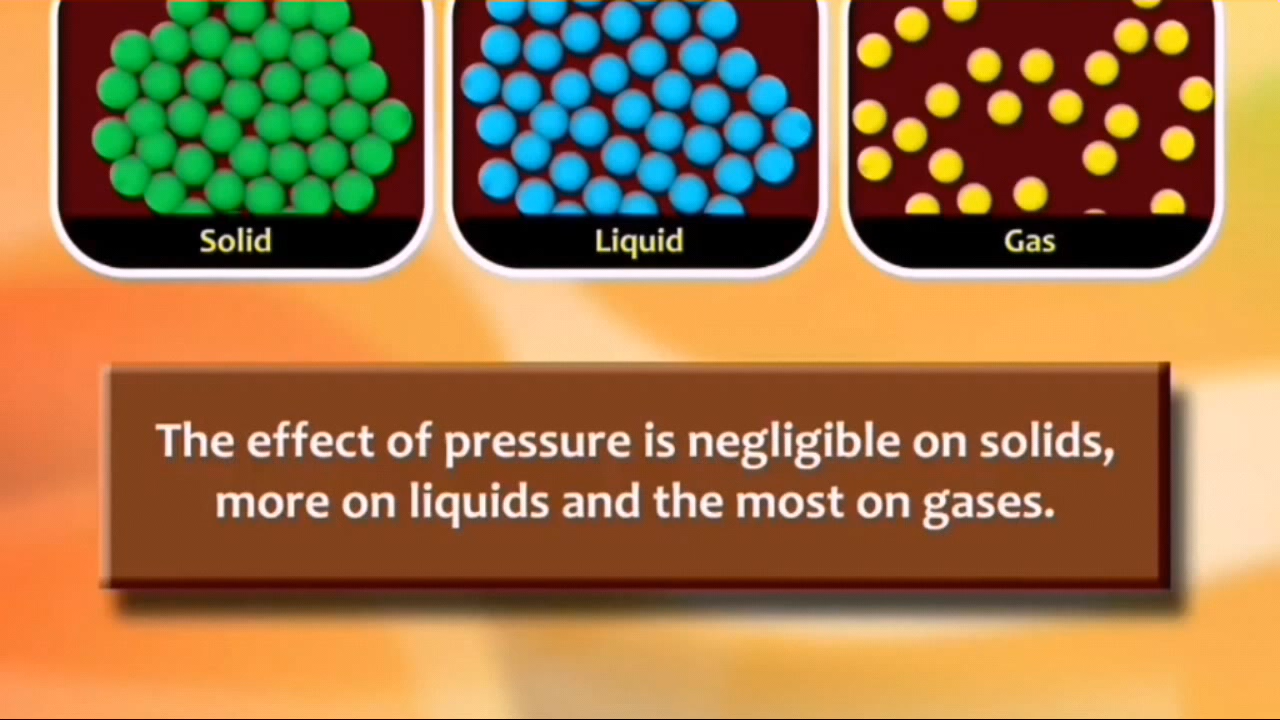 Solid
Liquid
Gas
The effect of pressure is negligible on solids,
more on liquids and the most on gases.